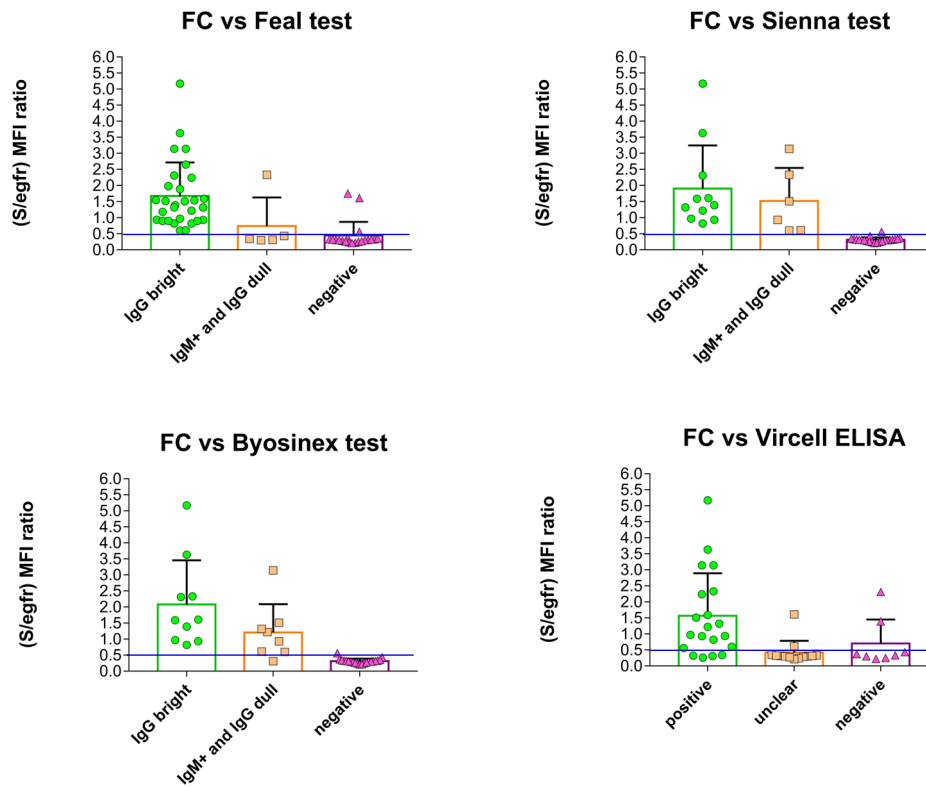 FC vs Feal test
(S/egfr) MFI ratio
6.0
5.5
5.0
4.5
4.0
3.5
3.0
2.5
2.0
1.5
1.0
0.5
0.0
IgG bright
IgM+ and IgG dull
negative
FC vs Sienna test
(S/egfr) MFI ratio
6.0
5.5
5.0
4.5
4.0
3.5
3.0
2.5
2.0
1.5
1.0
0.5
0.0
IgG bright
IgM+ and IgG dull
negative
FC vs Byosinex test
(S/egfr) MFI ratio
6.0
5.5
5.0
4.5
4.0
3.5
3.0
2.5
2.0
1.5
1.0
0.5
0.0
IgG bright
IgM+ and IgG dull
negative
FC vs Vircell ELISA
(S/egfr) MFI ratio
6.0
5.5
5.0
4.5
4.0
3.5
3.0
2.5
2.0
1.5
1.0
0.5
0.0
positive
unclear
negative